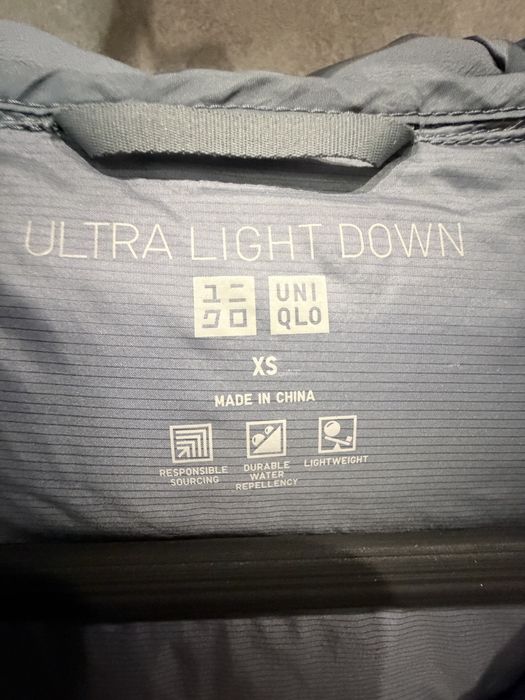 ULTRA LIGHT DOWN
ユニ
クロ
UNI
QLO
XS
MADE IN CHINA
RESPONSIBLE
SOURCING
DURABLE
WATER
REPELLENCY
LIGHTWEIGHT